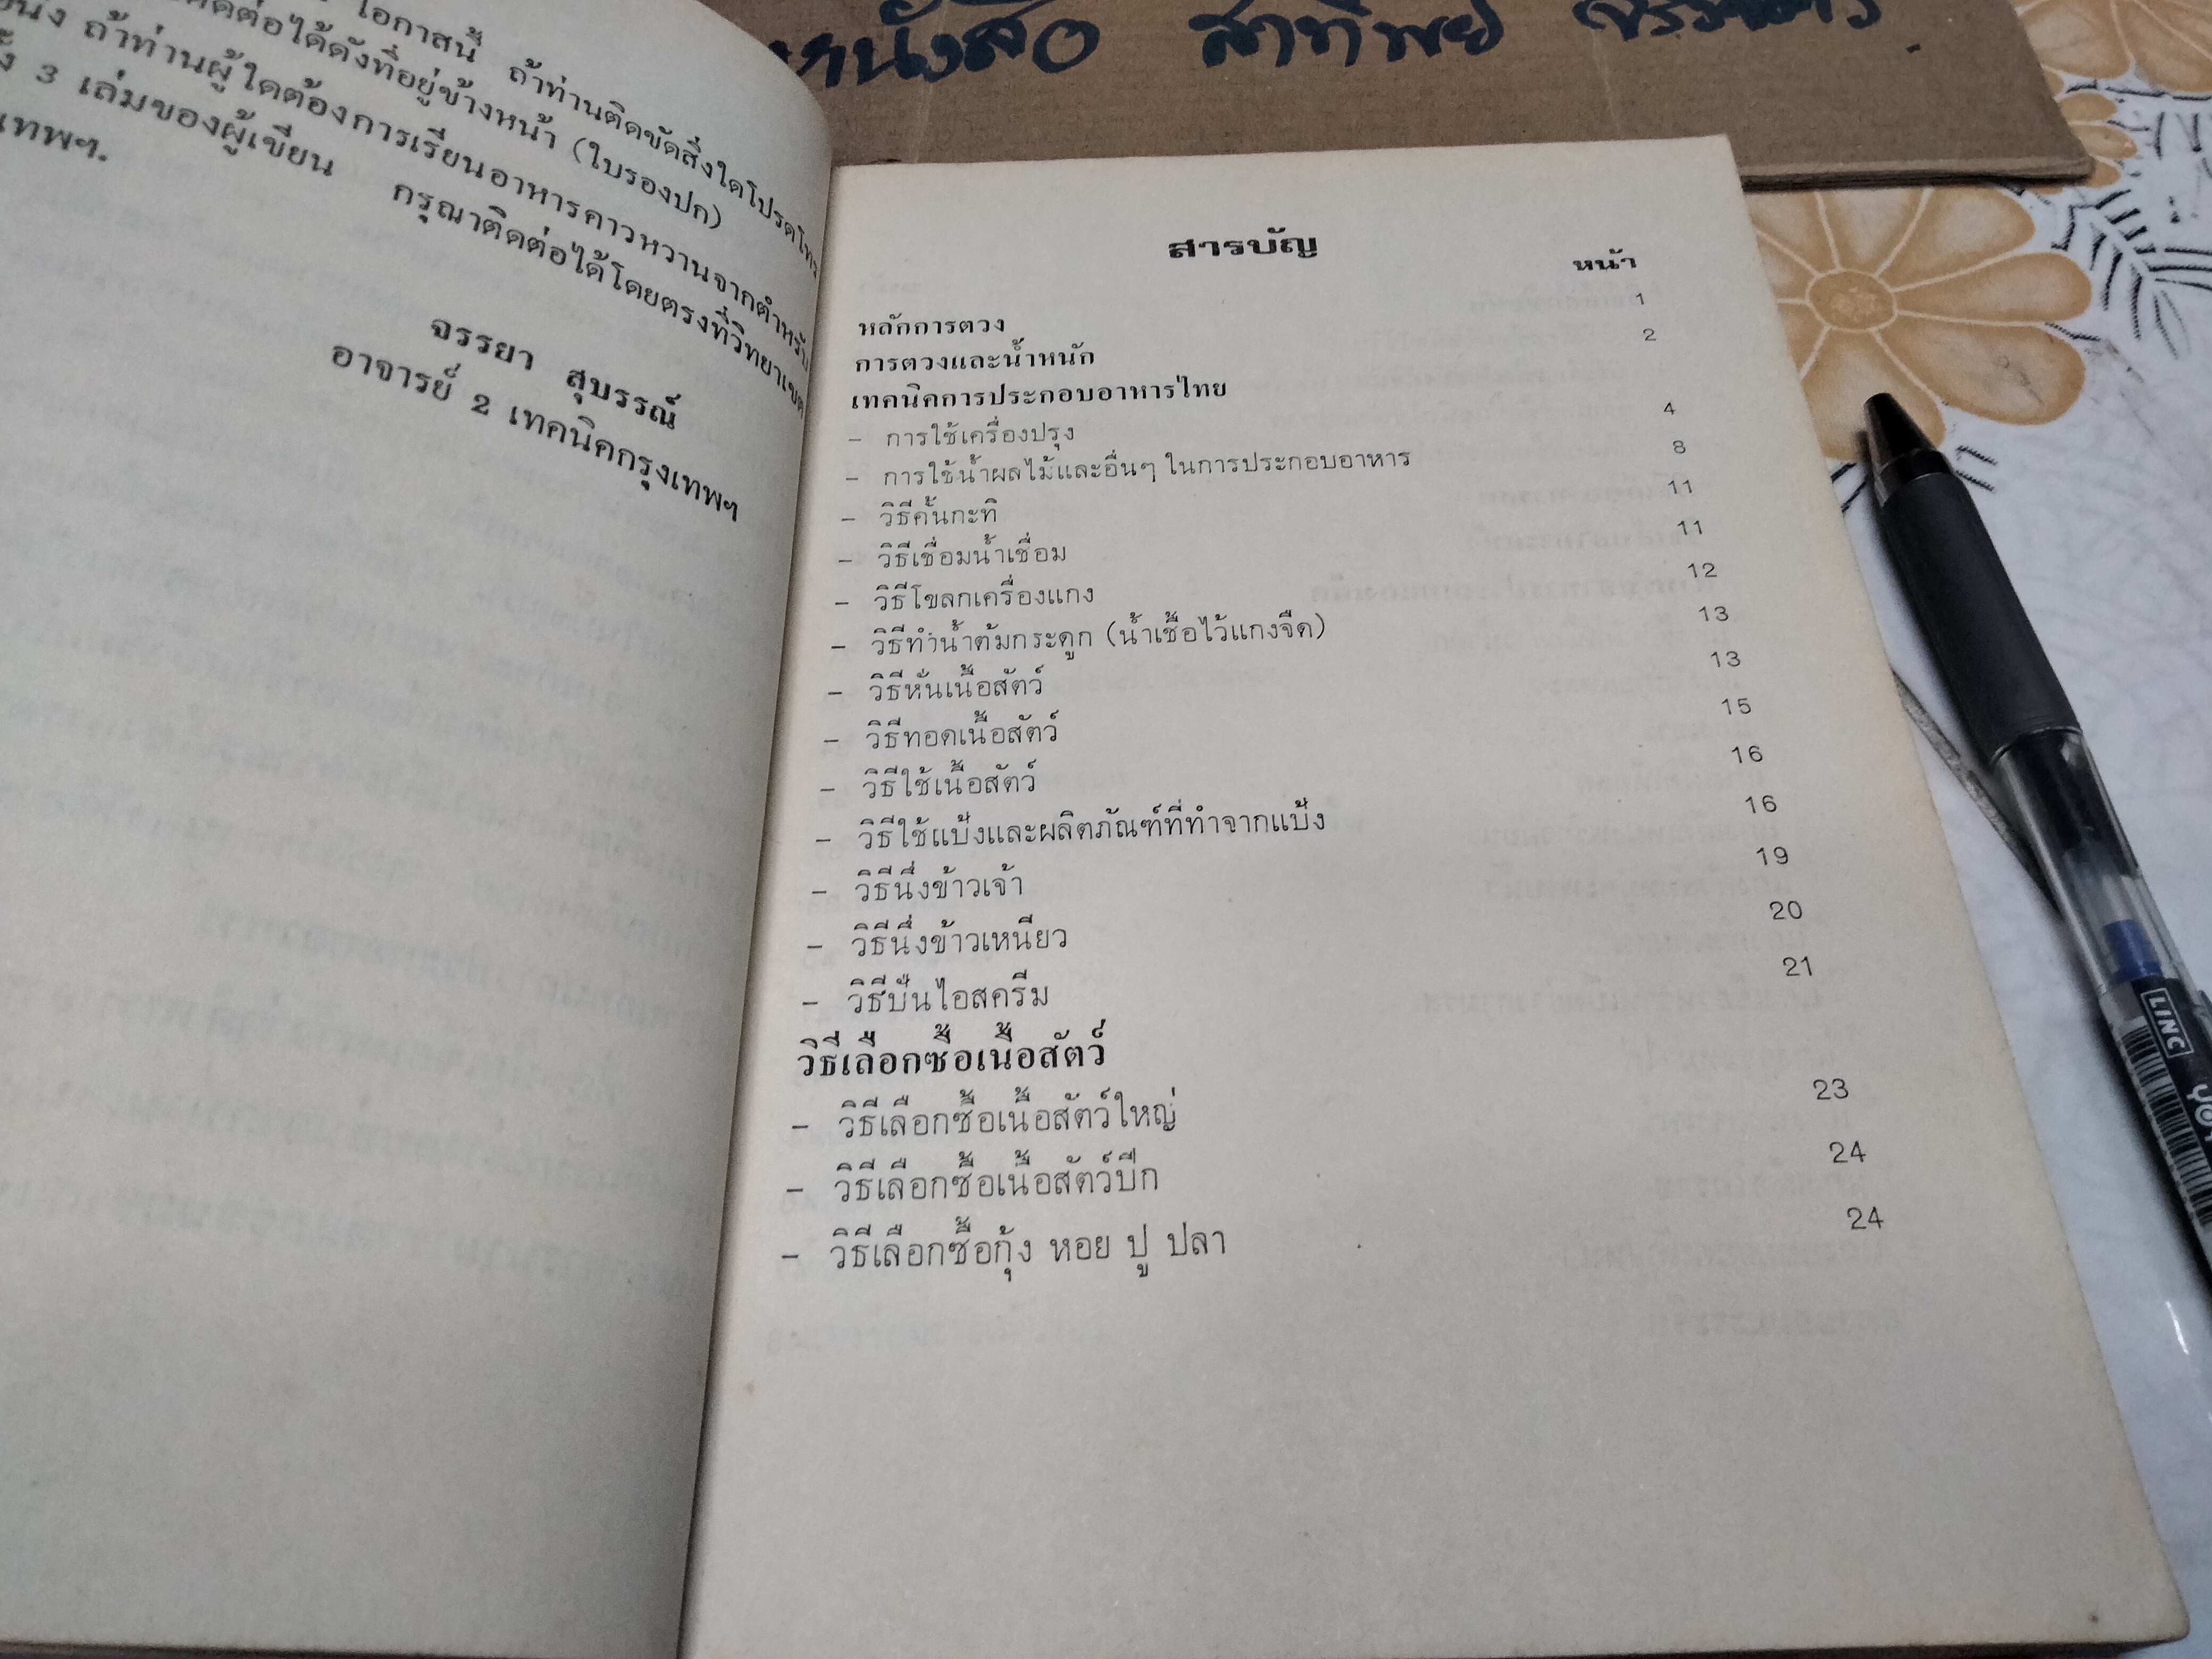 หนังสือ สาทิพย์
โอกาสนี้ ถ้าท่านติดขัดสิ่งใดโปรดโทร
ต่อได้ดังที่อยู่ข้างหน้า (ใบรองปก)
ถ้าท่านผู้ใดต้องการเรียนอาหารคาวหวานจากตำหรับ
3 เล่มของผู้เขียน กรุณาติดต่อได้โดยตรงที่วิทยาเขต
เทพฯ.
จรรยา สุบรรณ์
อาจารย์ 2 เทคนิคกรุงเทพฯ
สารบัญ
หน้า
หลักการตวง 1
การตวงและน้ำหนัก 2
เทคนิคการประกอบอาหารไทย
- การใช้เครื่องปรุง 4
- การใช้น้ำผลไม้และอื่นๆ ในการประกอบอาหาร 8
- วิธีคั้นกะทิ 11
- วิธีเชื่อมน้ำเชื่อม 11
- วิธีโขลกเครื่องแกง 12
- วิธีทำน้ำต้มกระดูก (น้ำเชื้อไว้แกงจืด) 13
- วิธีหั่นเนื้อสัตว์ 13
- วิธีทอดเนื้อสัตว์ 15
- วิธีใช้เนื้อสัตว์ 16
- วิธีใช้แป้งและผลิตภัณฑ์ที่ทำจากแป้ง 16
- วิธีนึ่งข้าวเจ้า 19
- วิธีนึ่งข้าวเหนียว 20
- วิธีปั่นไอสครีม 21
วิธีเลือกซื้อเนื้อสัตว์
- วิธีเลือกซื้อเนื้อสัตว์ใหญ่ 23
- วิธีเลือกซื้อเนื้อสัตว์ปีก 24
- วิธีเลือกซื้อกุ้ง หอย ปู ปลา 24
LINC